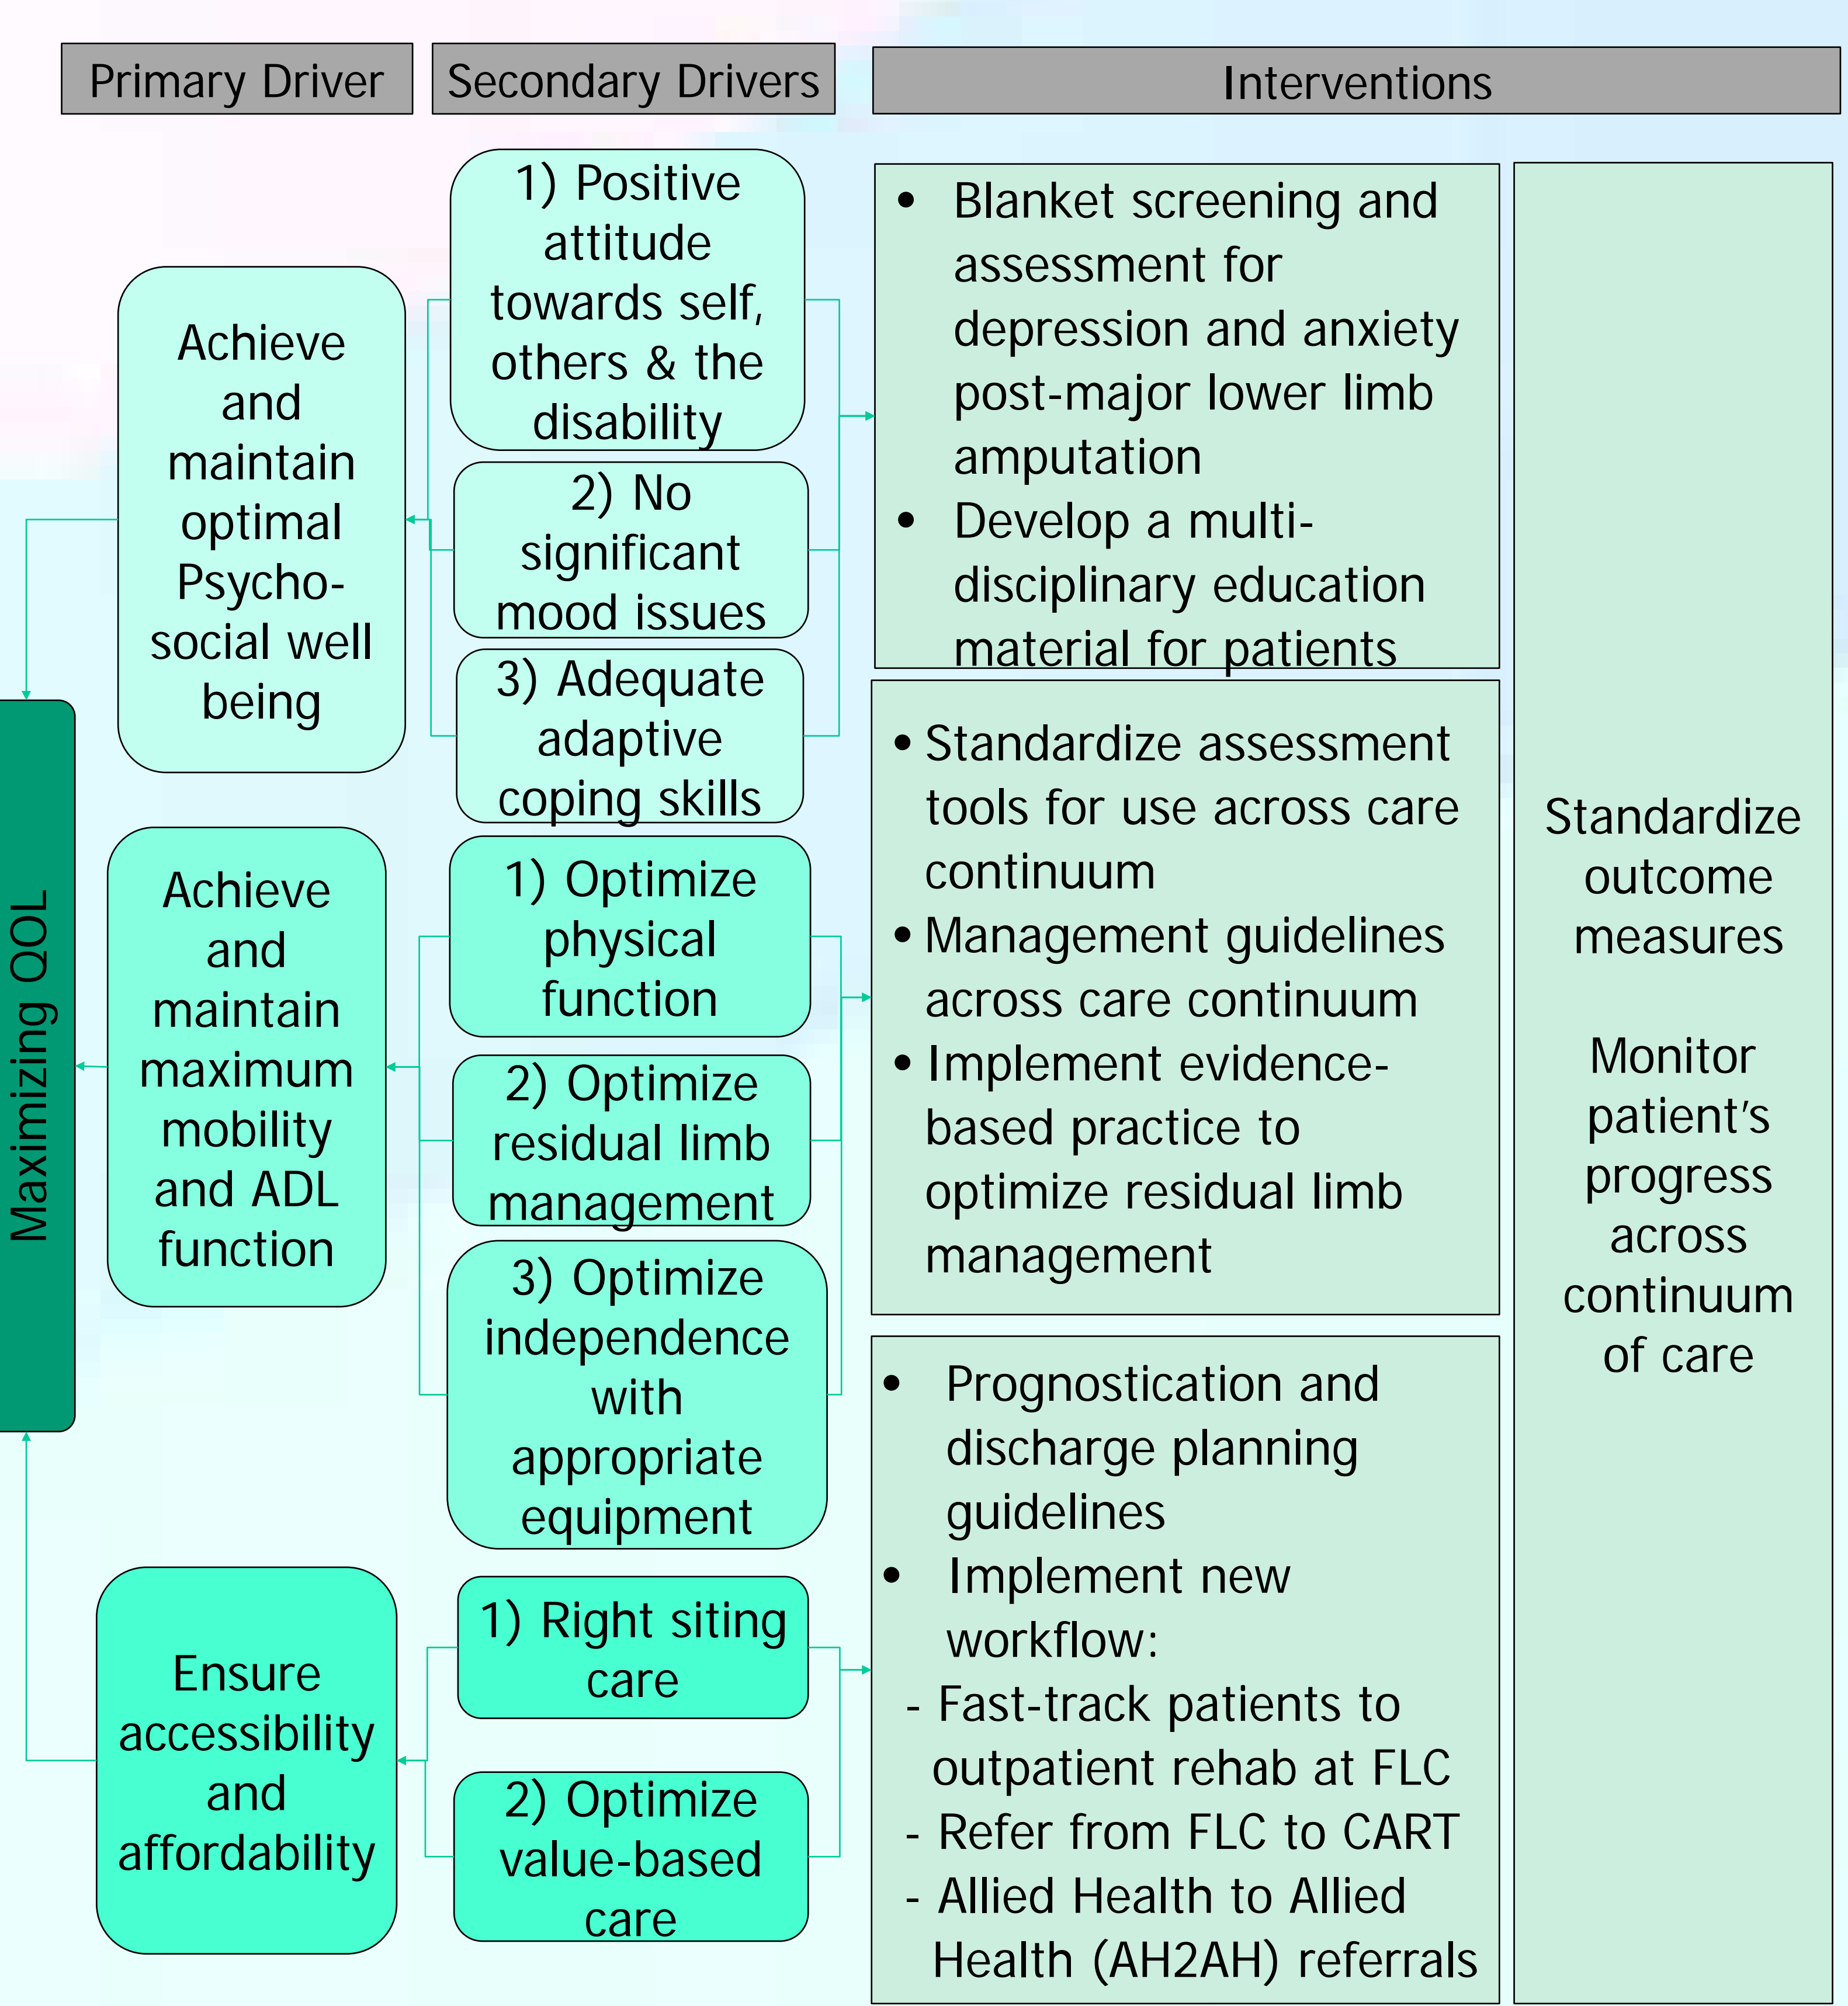 Primary Driver
Secondary Drivers
Interventions
Maximizing QOL
Achieve
and
maintain
optimal
Psycho-
social well
being
1) Positive
attitude
towards self,
others & the
disability
2) No
significant
mood issues
3) Adequate
adaptive
coping skills
• Blanket screening and
assessment for
depression and anxiety
post-major lower limb
amputation
• Develop a multi-
disciplinary education
material for patients
Achieve
and
maintain
maximum
mobility
and ADL
function
1) Optimize
physical
function
2) Optimize
residual limb
management
3) Optimize
independence
with
appropriate
equipment
• Standardize assessment
tools for use across care
continuum
• Management guidelines
across care continuum
• Implement evidence-
based practice to
optimize residual limb
management
Ensure
accessibility
and
affordability
1) Right siting
care
2) Optimize
value-based
care
• Prognostication and
discharge planning
guidelines
• Implement new
workflow:
- Fast-track patients to
outpatient rehab at FLC
- Refer from FLC to CART
- Allied Health to Allied
Health (AH2AH) referrals
Standardize
outcome
measures
Monitor
patient's
progress
across
continuum
of care